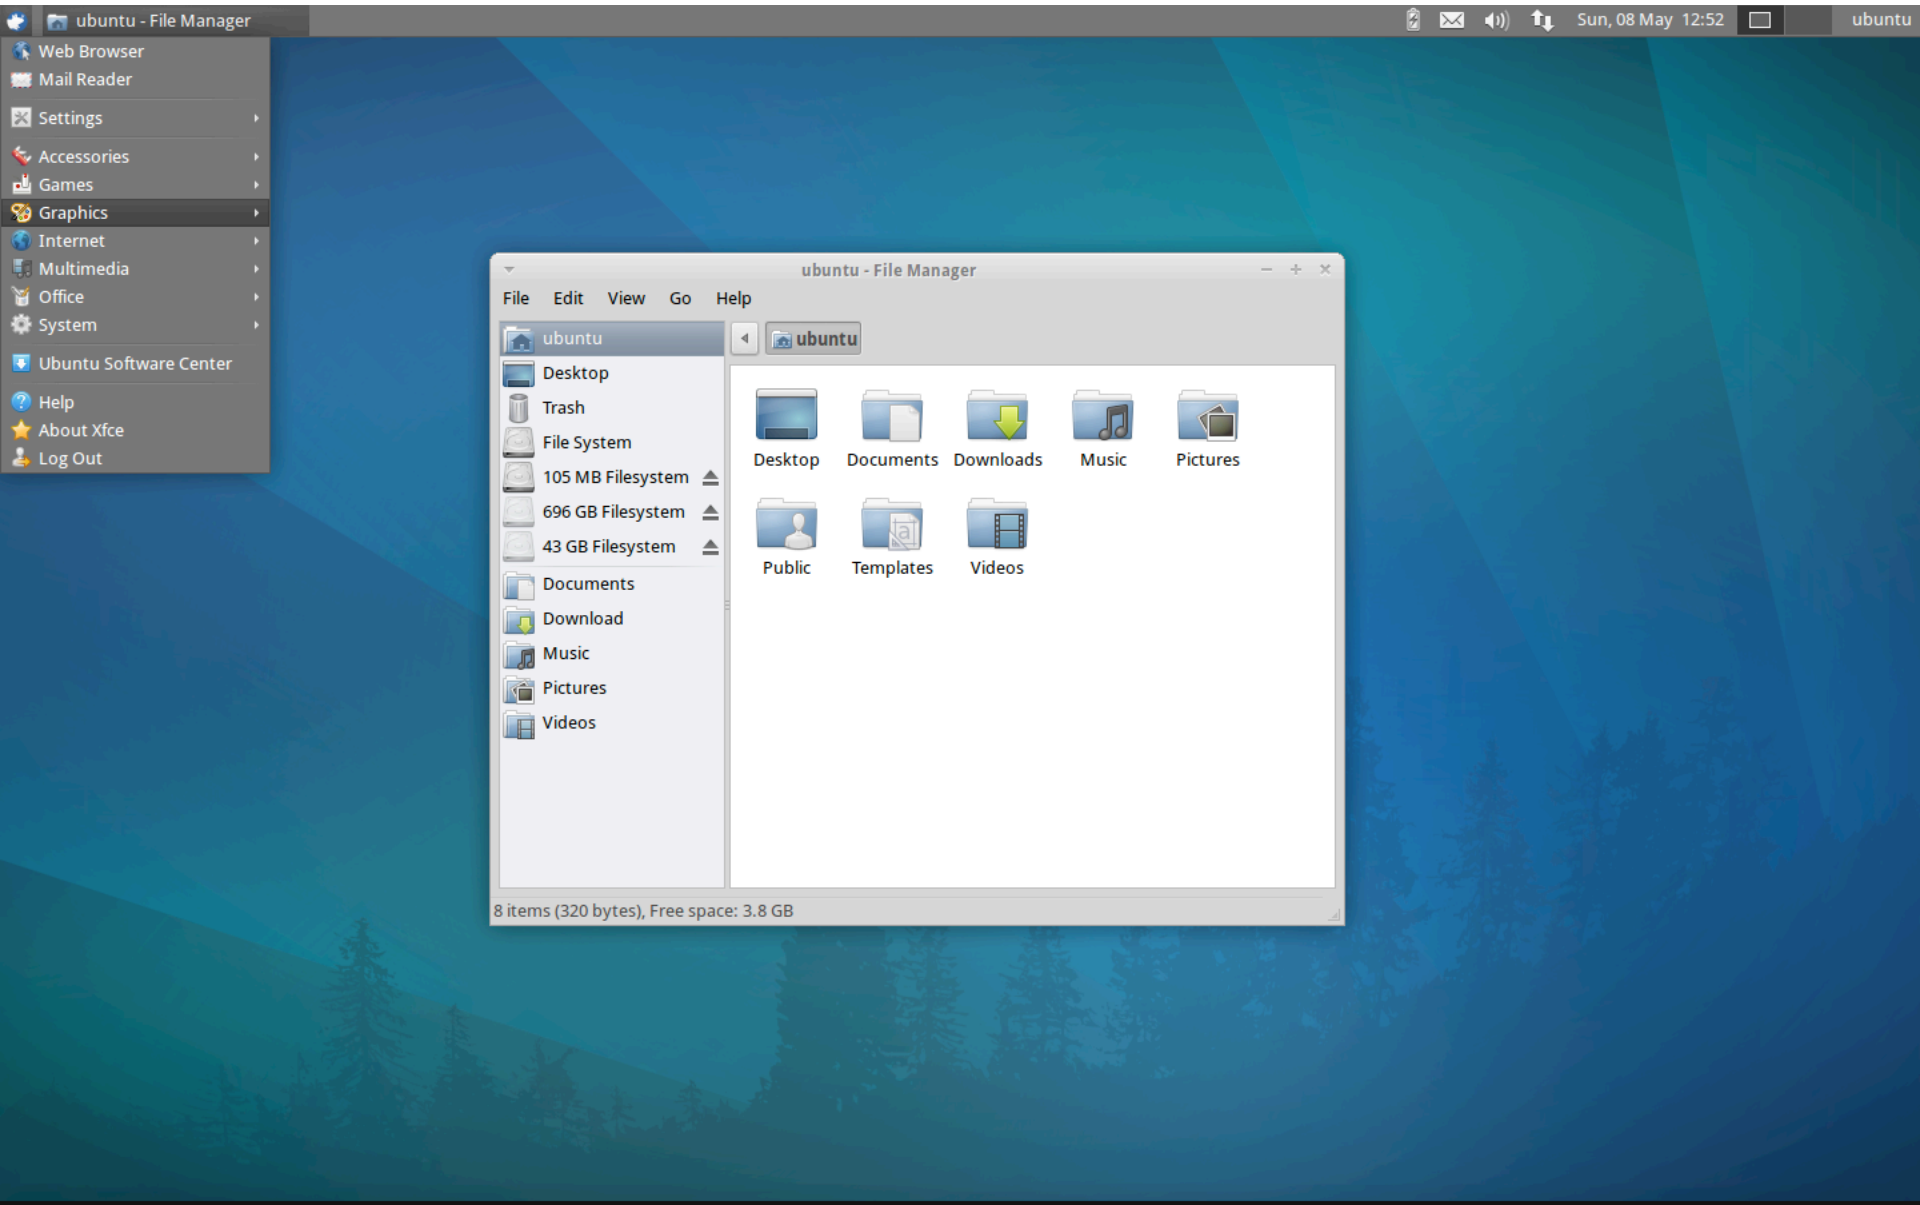 ubuntu - File Manager
Sun, 08 May 12:52
ubuntu
Web Browser
Mail Reader
Settings
Accessories
Games
Graphics
Internet
Multimedia
Office
System
Ubuntu Software Center
Help
About Xfce
Log Out
ubuntu - File Manager
File Edit View Go Help
ubuntu
Desktop
Trash
File System
105 MB Filesystem
696 GB Filesystem
43 GB Filesystem
Documents
Download
Music
Pictures
Videos
ubuntu
Desktop Documents Downloads Music Pictures
Public Templates Videos
8 items (320 bytes), Free space: 3.8 GB